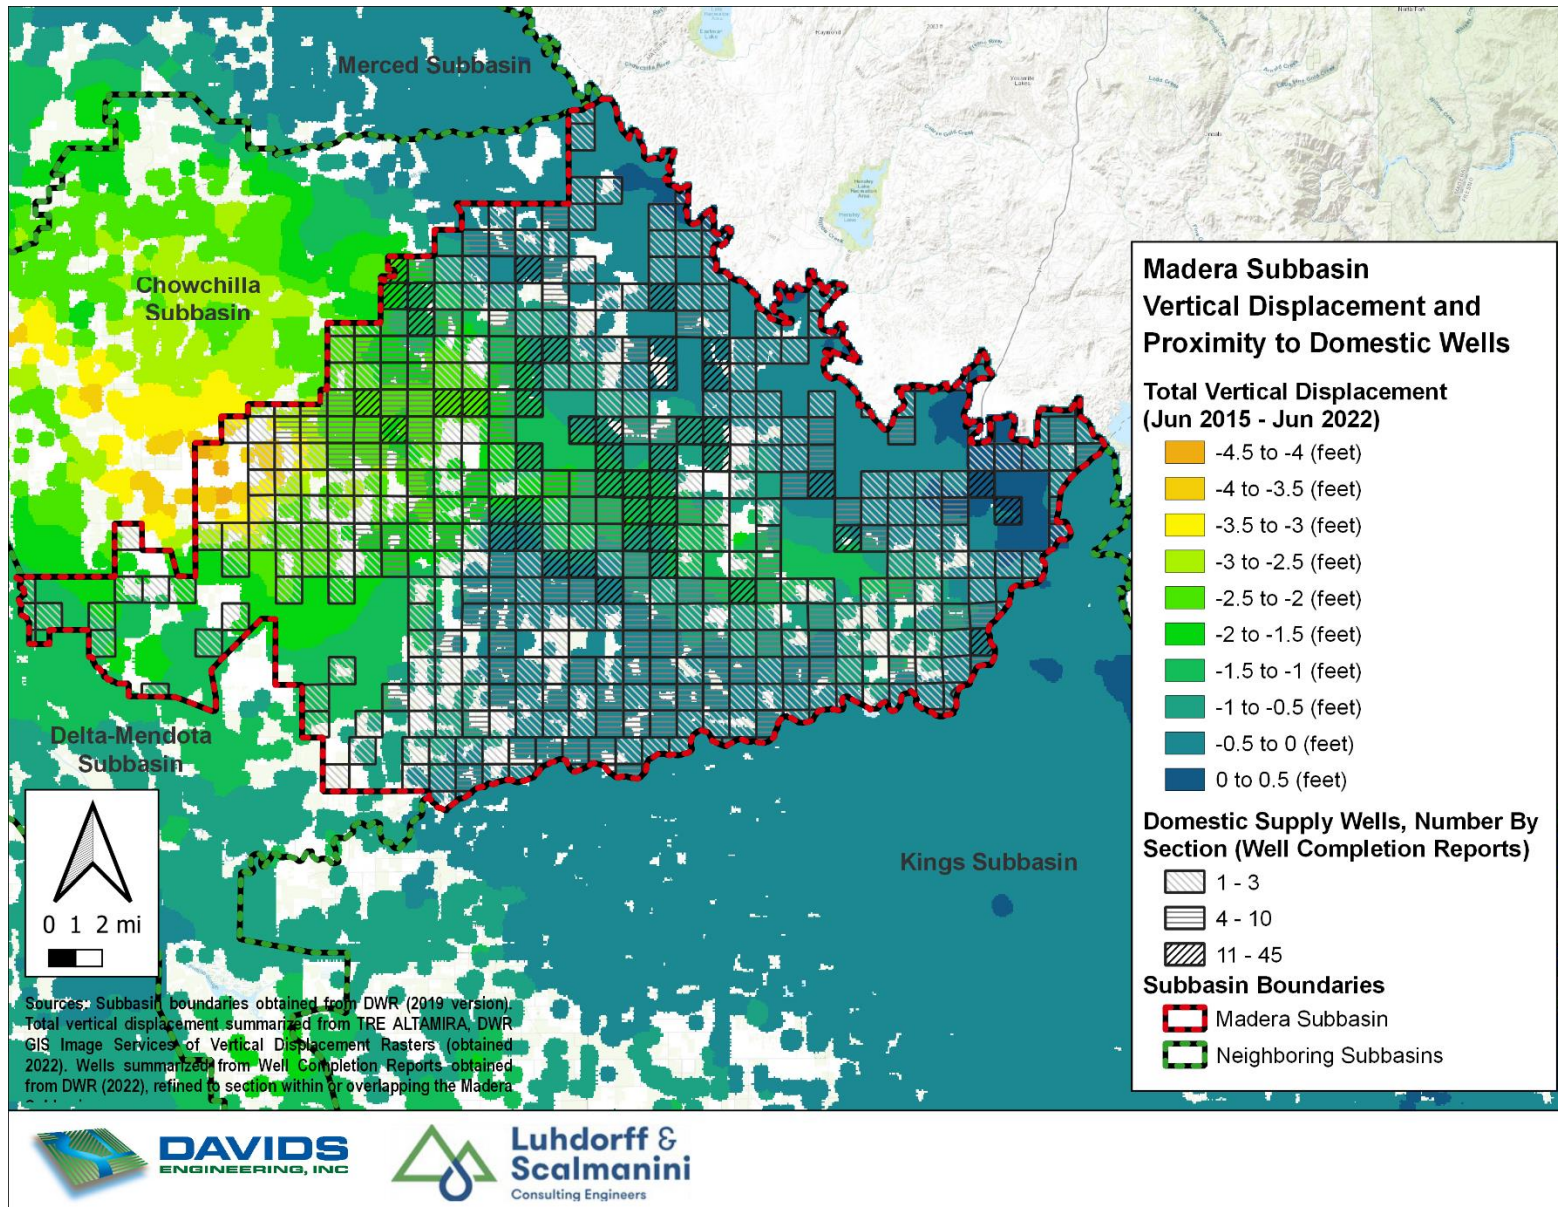 Merced Subbasin
Chowchilla
Subbasin
Delta-Mendota
Subbasin
Kings Subbasin
Raymond
Hensley
Lake
Recreation
Area
Hensley
Lake
Madera Subbasin
Vertical Displacement and
Proximity to Domestic Wells
Total Vertical Displacement
(Jun 2015 - Jun 2022)
-4.5 to -4 (feet)
-4 to -3.5 (feet)
-3.5 to -3 (feet)
-3 to -2.5 (feet)
-2.5 to -2 (feet)
-2 to -1.5 (feet)
-1.5 to -1 (feet)
-1 to -0.5 (feet)
-0.5 to 0 (feet)
0 to 0.5 (feet)
Domestic Supply Wells, Number By
Section (Well Completion Reports)
1 - 3
4 - 10
11 - 45
Subbasin Boundaries
Madera Subbasin
Neighboring Subbasins
0 1 2 mi
Sources: Subbasin boundaries obtained from DWR (2019 version).
Total vertical displacement summarized from TRE ALTAMIRA, DWR
GIS Image Services of Vertical Displacement Rasters (obtained
2022). Wells summarized from Well Completion Reports obtained
from DWR (2022), refined to section within or overlapping the Madera
DAVIDS
ENGINEERING, INC
Luhdorff &
Scalmanini
Consulting Engineers